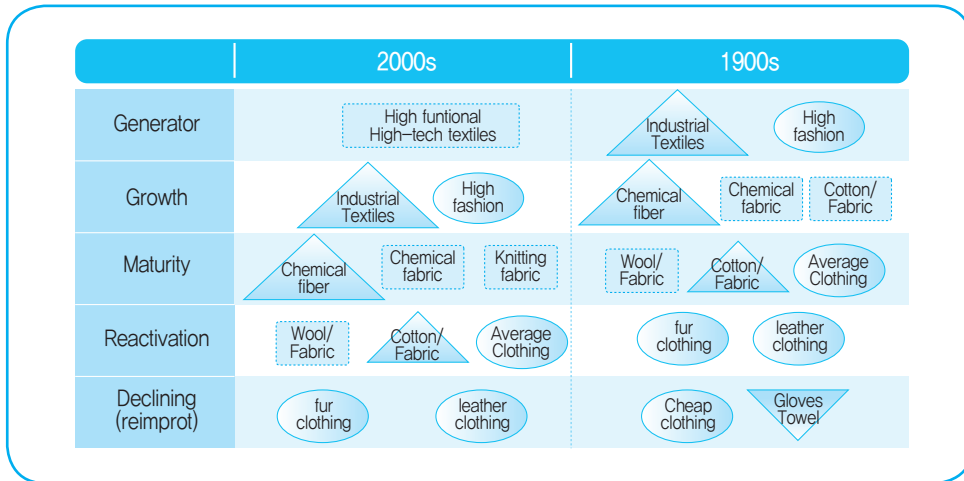 2000s
1900s
Generator
High funtional
High-tech textiles
Industrial
Textiles
High
fashion
Growth
Industrial
Textiles
High
fashion
Chemical
fiber
Chemical
fabric
Cotton/
Fabric
Maturity
Chemical
fiber
Chemical
fabric
Knitting
fabric
Wool/
Fabric
Cotton/
Fabric
Average
Clothing
Reactivation
Wool/
Fabric
Cotton/
Fabric
Average
Clothing
fur
clothing
leather
clothing
Declining
(reimprot)
fur
clothing
leather
clothing
Cheap
clothing
Gloves
Towel